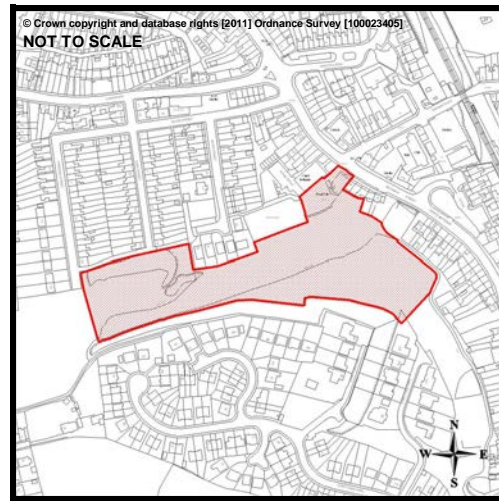 © Crown copyright and database rights [2011] Ordnance Survey [100023405]
NOT TO SCALE
N
W E
S